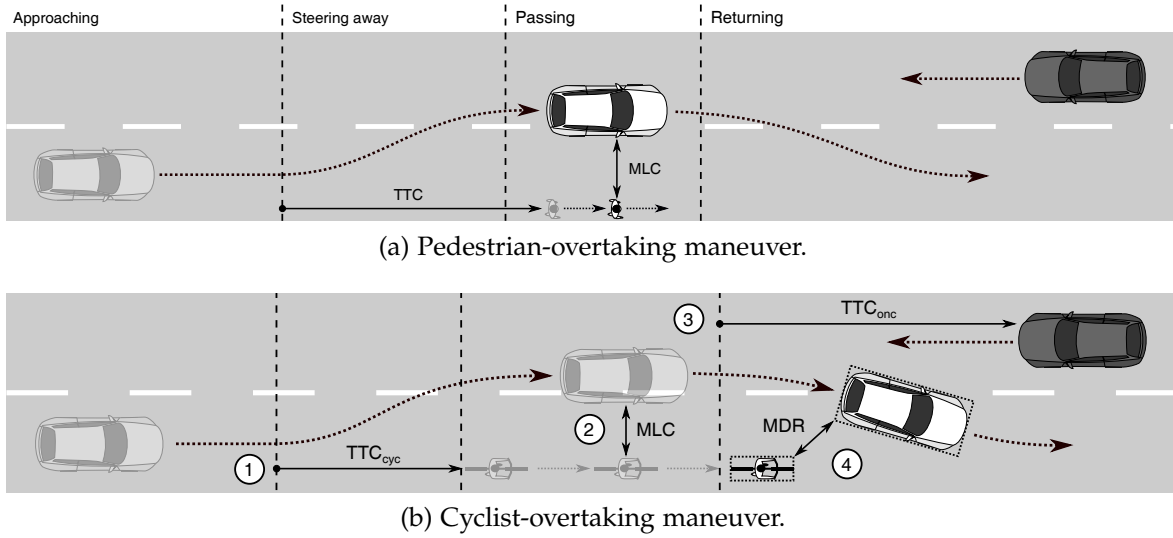 Approaching
Steering away
Passing
Returning
MLC
TTC
(a) Pedestrian-overtaking maneuver.
3
TTConc
2
MLC
MDR
1
TTCcyc
4
(b) Cyclist-overtaking maneuver.